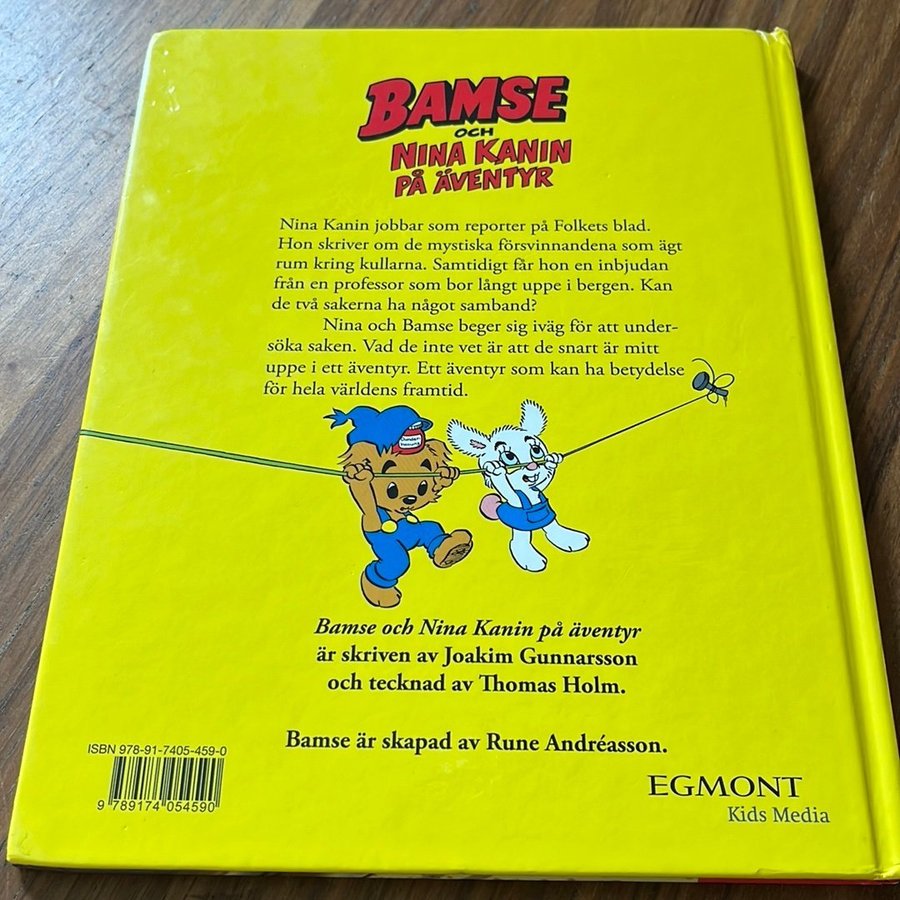 BAMSE
OCH
NINA KANIN
PÅ ÄVENTYR
Nina Kanin jobbar som reporter på Folkets blad.
Hon skriver om de mystiska försvinnandena som ägt
rum kring kullarna. Samtidigt får hon en inbjudan
från en professor som bor långt uppe i bergen. Kan
de två sakerna ha något samband?
Nina och Bamse beger sig iväg för att under-
söka saken. Vad de inte vet är att de snart är mitt
uppe i ett äventyr. Ett äventyr som kan ha betydelse
för hela världens framtid.
Bamse och Nina Kanin på äventyr
är skriven av Joakim Gunnarsson
och tecknad av Thomas Holm.
Bamse är skapad av Rune Andréasson.
ISBN 978-91-7405-459-0
9 789174 054590
EGMONT
Kids Media